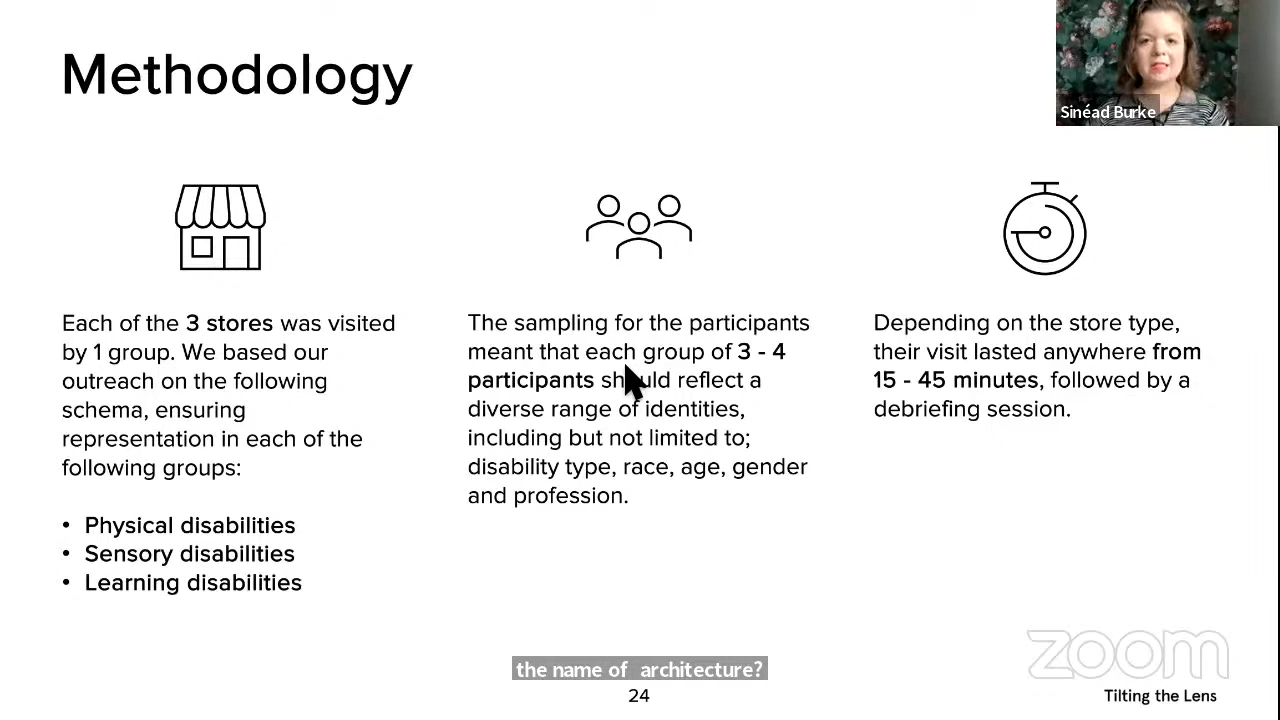 Methodology
Sinéad Burke
Each of the 3 stores was visited
by 1 group. We based our
outreach on the following
schema, ensuring
representation in each of the
following groups:
• Physical disabilities
• Sensory disabilities
• Learning disabilities
The sampling for the participants
meant that each group of 3 - 4
participants should reflect a
diverse range of identities,
including but not limited to;
disability type, race, age, gender
and profession.
Depending on the store type,
their visit lasted anywhere from
15 - 45 minutes, followed by a
debriefing session.
zoom
the name of architecture?
24
Tilting the Lens